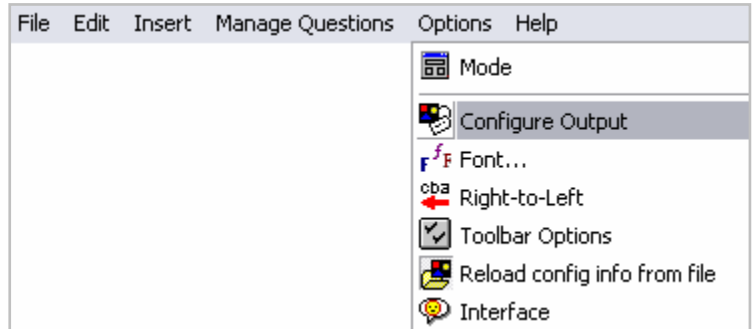 File Edit Insert Manage Questions Options Help
Mode
Configure Output
F f F Font...
cba Right-to-Left
Toolbar Options
Reload config info from file
Interface